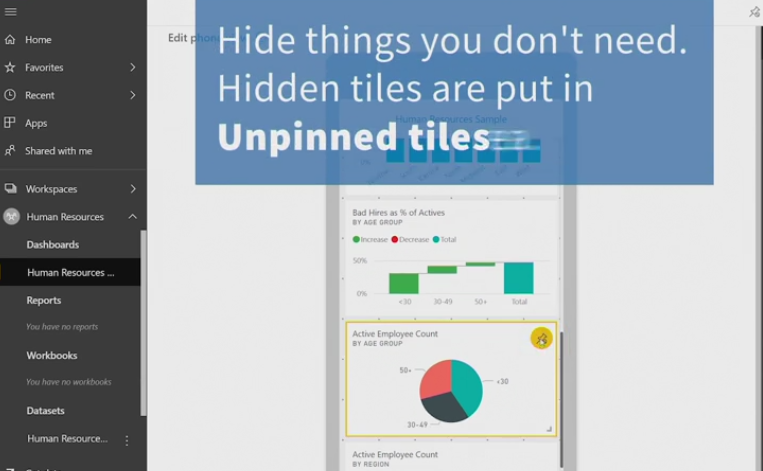 Home
Favorites
Recent
Apps
Shared with me
Workspaces
Human Resources
Dashboards
Human Resources ...
Reports
You have no reports
Workbooks
You have no workbooks
Datasets
Human Resource...
Edit
Hide things you don't need.
Hidden tiles are put in
Unpinned tiles
Human Resources Sample
Bad Hires as % of Actives
BY AGE GROUP
Increase Decrease Total
50%
0%
<30 30-49 50+ Total
Active Employee Count
BY AGE GROUP
50+
<30
30-49
Active Employee Count
BY REGION